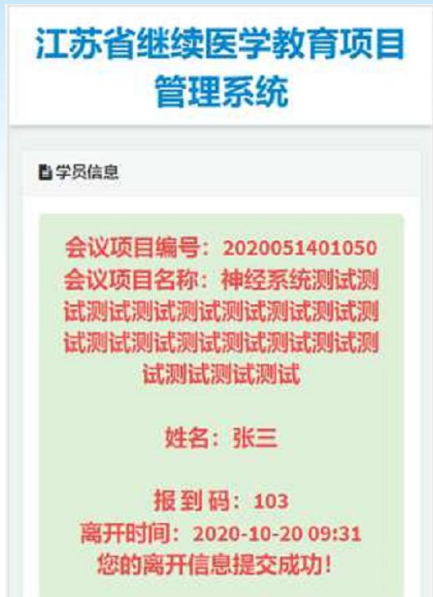 江苏省继续医学教育项目
管理系统
学员信息
会议项目编号：2020051401050
会议项目名称：神经系统测试测
试测试测试测试测试测试测试测
试测试测试测试测试测试测试测
试测试测试测试
姓名：张三
报到码：103
离开时间：2020-10-20 09:31
您的离开信息提交成功！